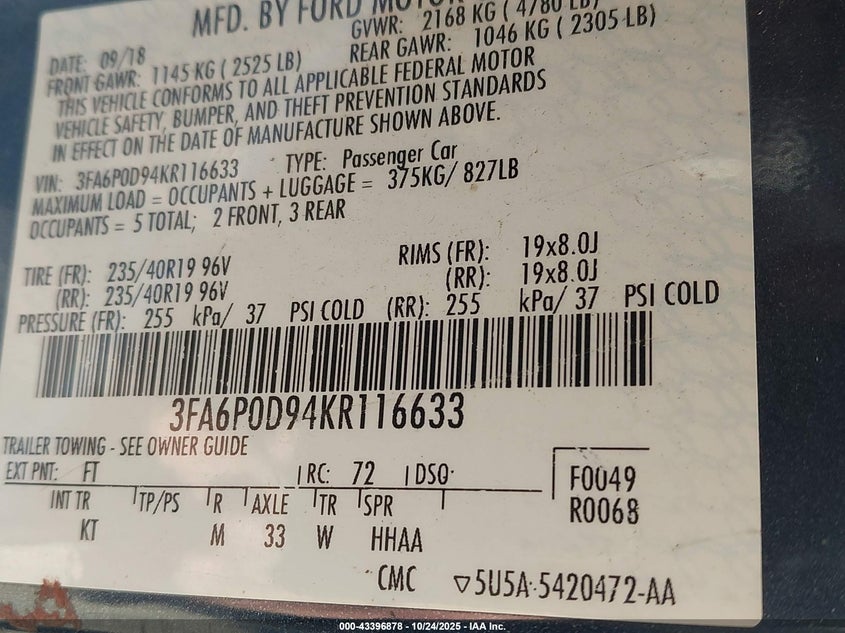 MFD. BY FORD MOTOR
DATE: 09/18 GVWR: 2168 KG ( 4780 LB)
FRONT GAWR: 1145 KG ( 2525 LB) REAR GAWR: 1046 KG ( 2305 LB)
THIS VEHICLE CONFORMS TO ALL APPLICABLE FEDERAL MOTOR
VEHICLE SAFETY, BUMPER, AND THEFT PREVENTION STANDARDS
IN EFFECT ON THE DATE OF MANUFACTURE SHOWN ABOVE.
VIN: 3FA6P0D94KR116633 TYPE: Passenger Car
MAXIMUM LOAD = OCCUPANTS + LUGGAGE = 375KG/ 827LB
OCCUPANTS = 5 TOTAL; 2 FRONT, 3 REAR
TIRE (FR): 235/40R19 96V RIMS (FR): 19x8.0J
(RR): 235/40R19 96V (RR): 19x8.0J
PRESSURE (FR): 255 kPa/ 37 PSI COLD (RR): 255 kPa/ 37 PSI COLD
3FA6P0D94KR116633
TRAILER TOWING - SEE OWNER GUIDE
EXT PNT: FT RC: 72 DSO: F0049
INT TR TP/PS R AXLE TR SPR R0068
KT M 33 W HHAA
CMC ▽5U5A-5420472-AA
000-43396878 - 10/24/2025 - IAA Inc.